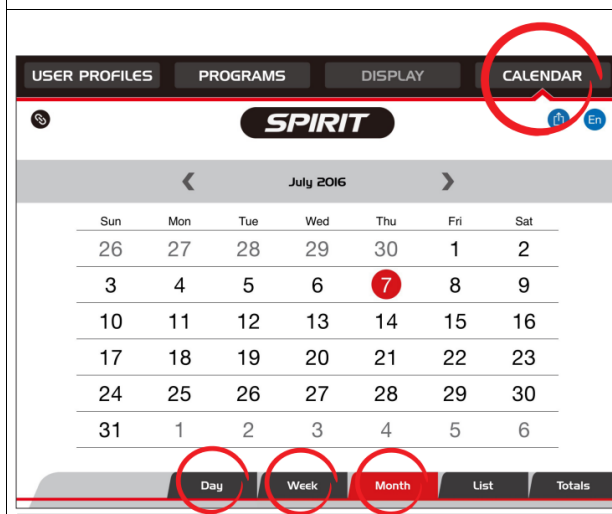 USER PROFILES PROGRAMS DISPLAY CALENDAR
SPIRIT En
July 2016
Sun Mon Tue Wed Thu Fri Sat
26 27 28 29 30 1 2
3 4 5 6 7 8 9
10 11 12 13 14 15 16
17 18 19 20 21 22 23
24 25 26 27 28 29 30
31 1 2 3 4 5 6
Day Week Month List Totals